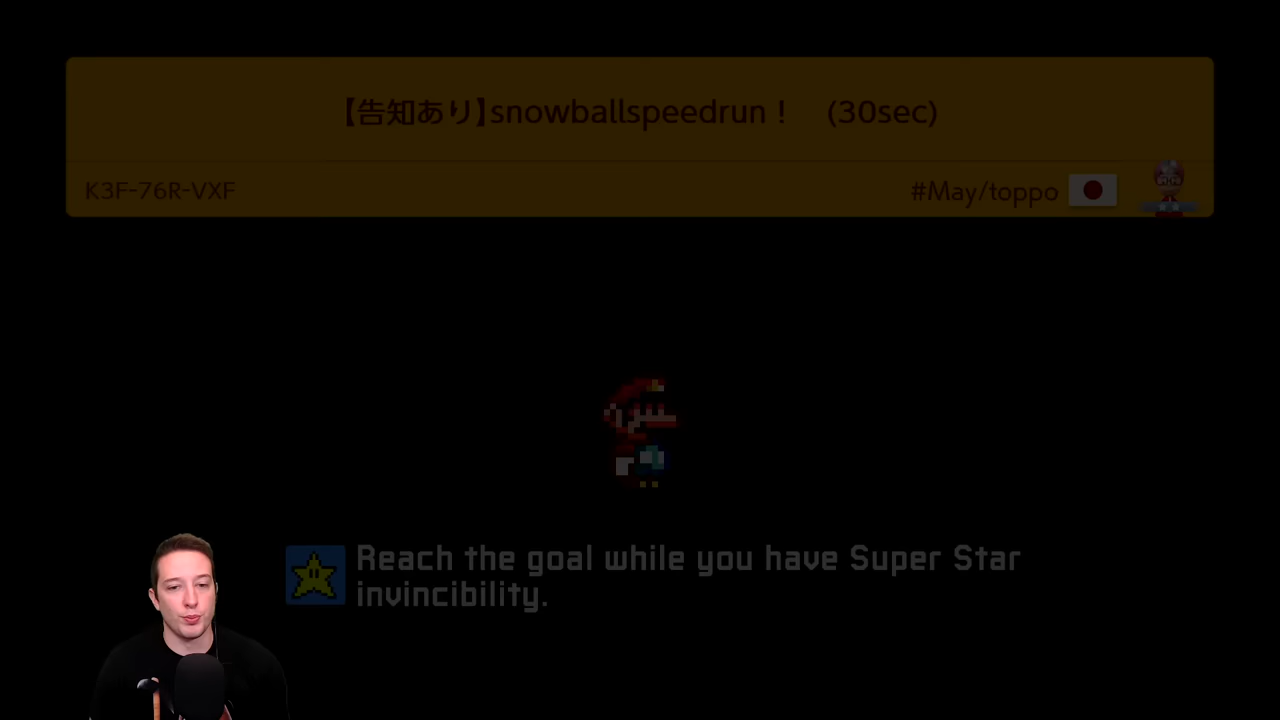 【告知あり】snowballspeedrun！　(30sec)
K3F-76R-VXF
#May/toppo
Reach the goal while you have Super Star
invincibility.